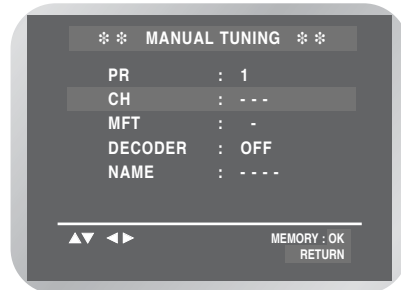 ** MANUAL TUNING **
PR : 1
CH : - - -
MFT : -
DECODER : OFF
NAME : - - - -
▲▼ ◀▶ MEMORY : OK
RETURN